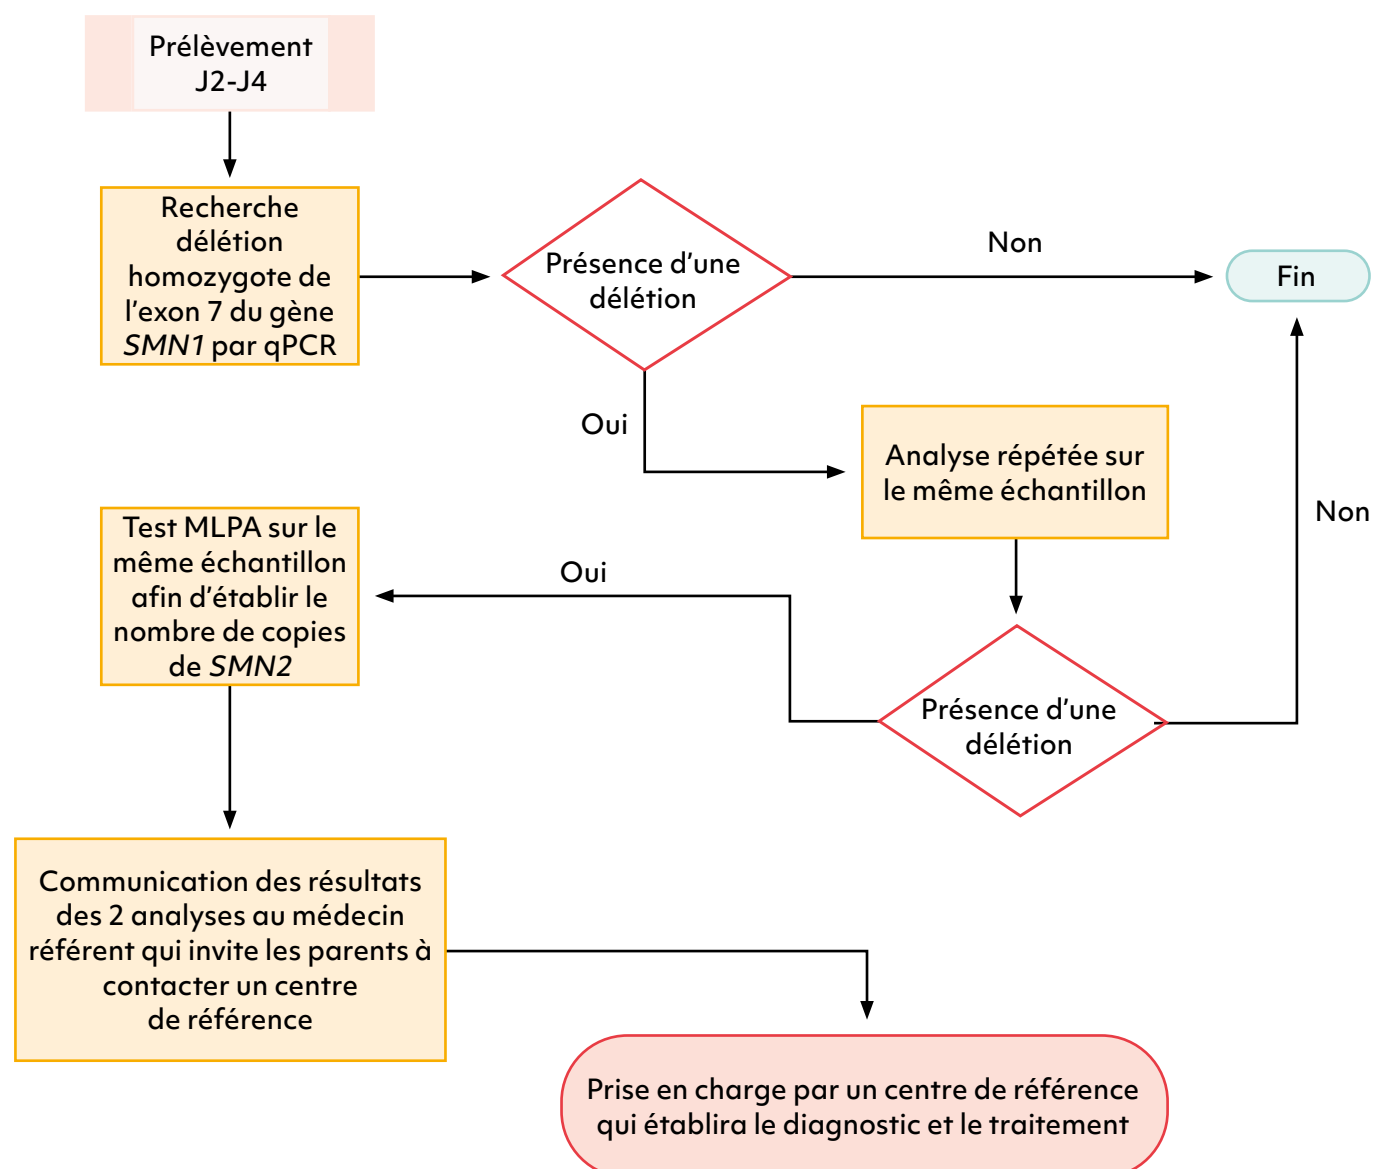 Prélèvement
J2-J4
Recherche
délétion
homozygote de
l’exon 7 du gène
SMN1 par qPCR
Présence d’une
délétion
Non
Fin
Oui
Analyse répétée sur
le même échantillon
Non
Test MLPA sur le
même échantillon
afin d’établir le
nombre de copies
de SMN2
Oui
Présence d’une
délétion
Communication des résultats
des 2 analyses au médecin
référent qui invite les parents à
contacter un centre
de référence
Prise en charge par un centre de référence
qui établira le diagnostic et le traitement